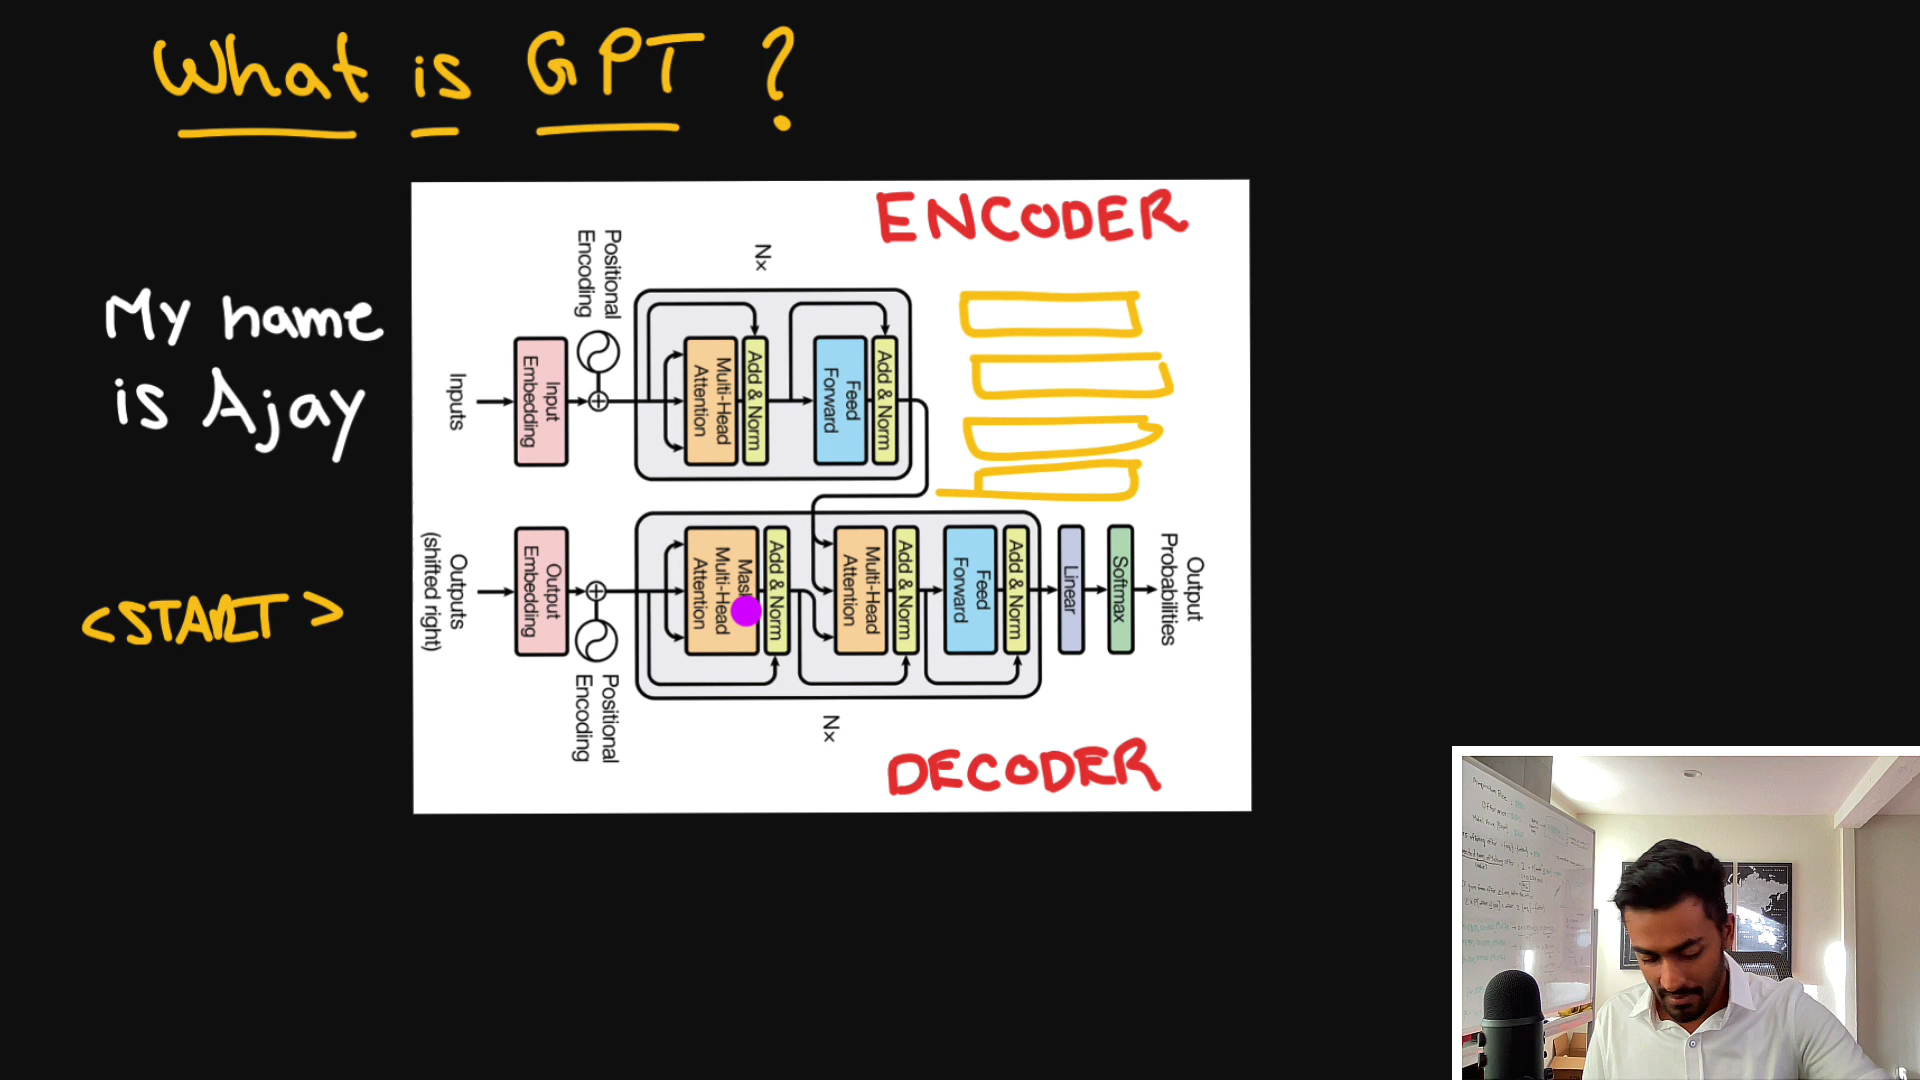 What is GPT ?
ENCODER
My name
is Ajay
<START>
Positional
Encoding
Nx
Inputs
Input
Embedding
Multi-Head
Attention
Add & Norm
Feed
Forward
Add & Norm
Outputs
(shifted right)
Output
Embedding
Positional
Encoding
Mas
Multi-Head
Attention
Add & Norm
Multi-Head
Attention
Add & Norm
Feed
Forward
Add & Norm
Linear
Softmax
Output
Probabilities
Nx
DECODER